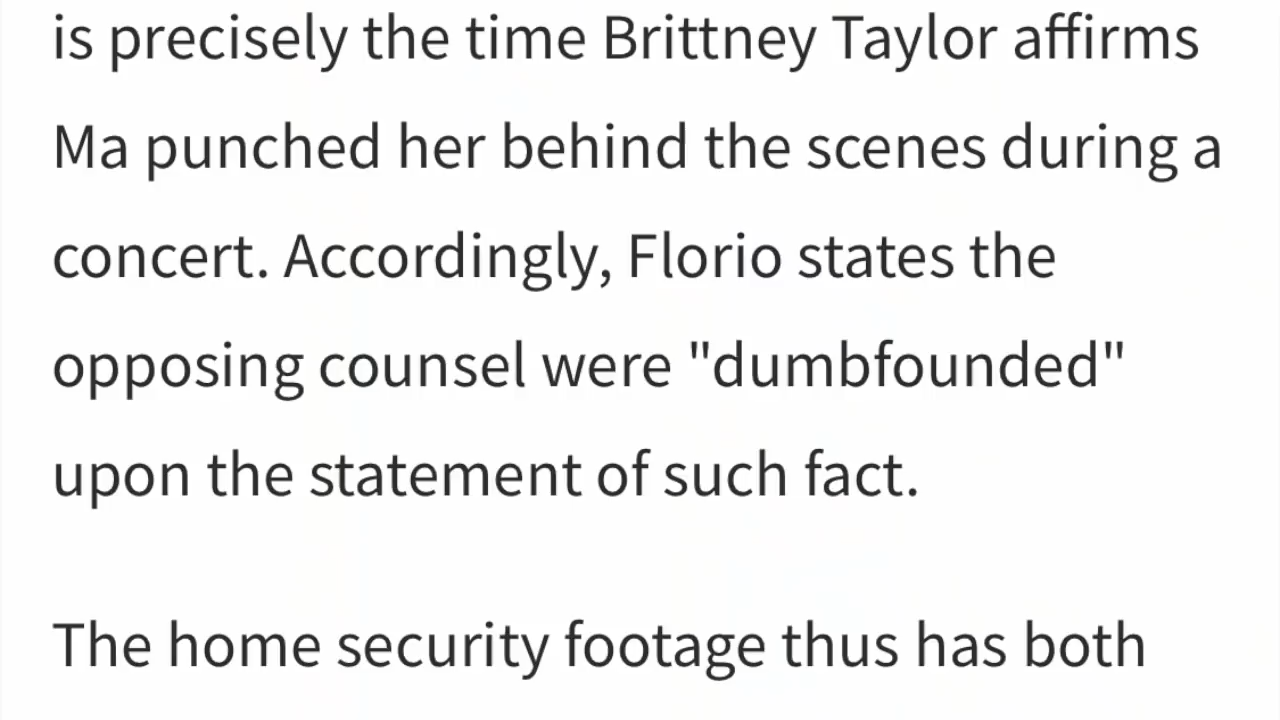 is precisely the time Brittney Taylor affirms
Ma punched her behind the scenes during a
concert. Accordingly, Florio states the
opposing counsel were "dumbfounded"
upon the statement of such fact.
The home security footage thus has both